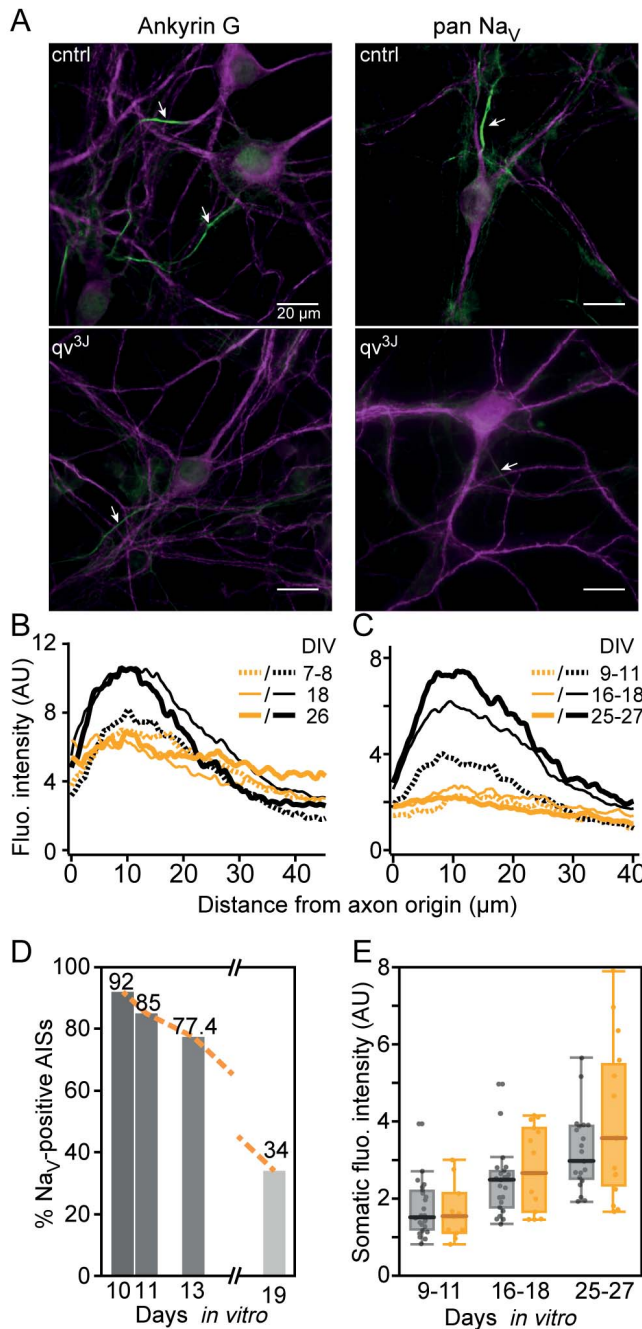 A
Ankyrin G
pan NaV
cntrl
cntrl
20 µm
qv3J
qv3J
B
DIV
12
8
4
0
Fluo. intensity (AU)
/ 7-8
/ 18
/ 26
0 10 20 30 40
C
DIV
8
4
2
0
/ 9-11
/ 16-18
/ 25-27
0 10 20 30 40
Distance from axon origin (µm)
D
100
80
60
40
20
0
% NaV-positive AISs
92
85
77.4
34
10 11 13 19
Days in vitro
E
8
6
4
2
0
Somatic fluo. intensity (AU)
9-11 16-18 25-27
Days in vitro